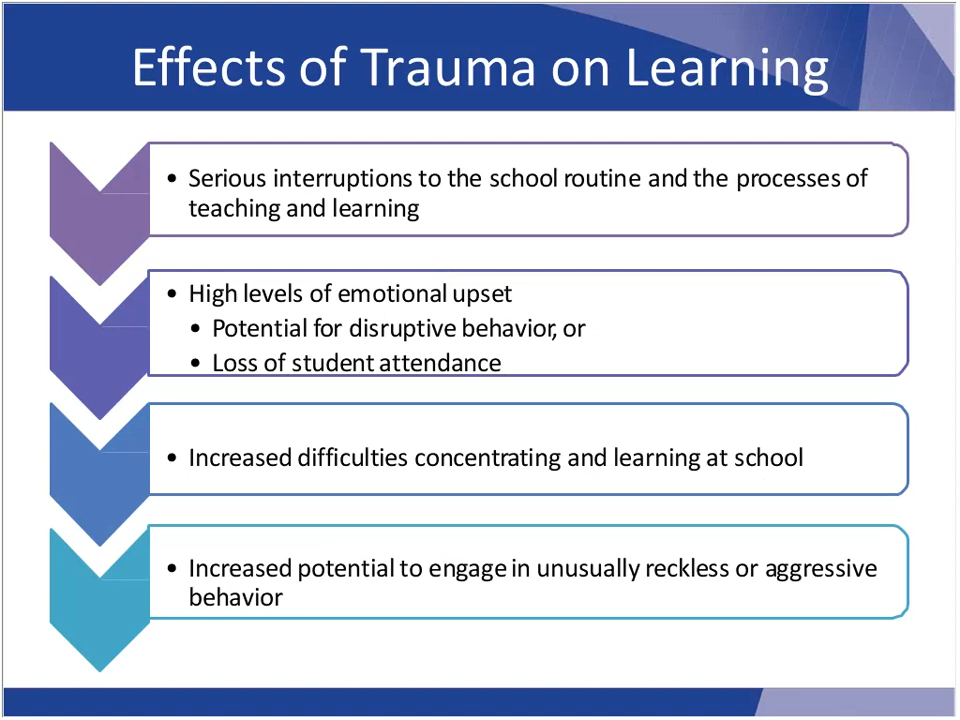 Effects of Trauma on Learning
• Serious interruptions to the school routine and the processes of
teaching and learning
• High levels of emotional upset
• Potential for disruptive behavior, or
• Loss of student attendance
• Increased difficulties concentrating and learning at school
• Increased potential to engage in unusually reckless or aggressive
behavior